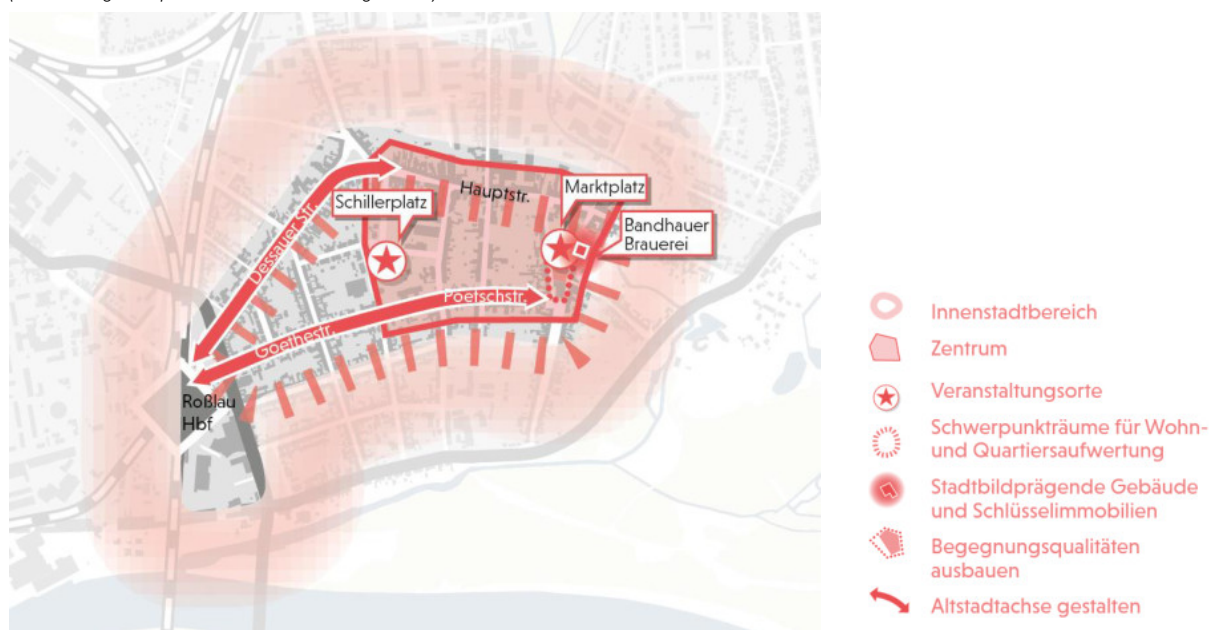 Hauptstr.
Marktplatz
Schillerplatz
Bandhauer
Brauerei
Dessauer Str.
Poetschstr.
Goethestr.
Roßlau
Hbf
Innenstadtbereich
Zentrum
Veranstaltungsorte
Schwerpunkträume für Wohn-
und Quartiersaufwertung
Stadtbildprägende Gebäude
und Schlüsselimmobilien
Begegnungsqualitäten
ausbauen
Altstadtachse gestalten